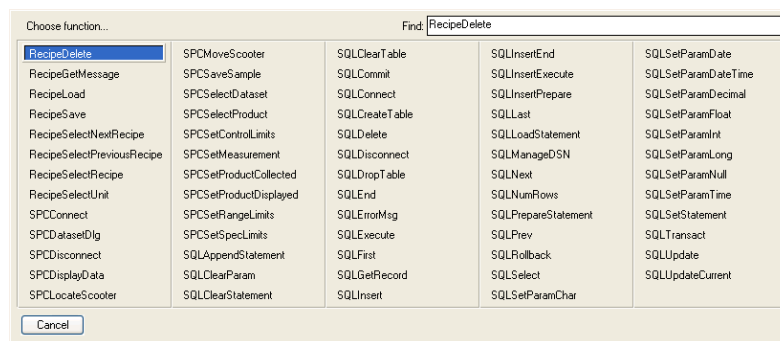 Choose function...
Find: RecipeDelete
RecipeDelete
RecipeGetMessage
RecipeLoad
RecipeSave
RecipeSelectNextRecipe
RecipeSelectPreviousRecipe
RecipeSelectRecipe
RecipeSelectUnit
SPCConnect
SPCDatasetDlg
SPCDisconnect
SPCDisplayData
SPCLocateScooter
SPCMoveScooter
SPCSaveSample
SPCSelectDataset
SPCSelectProduct
SPCSetControlLimits
SPCSetMeasurement
SPCSetProductCollected
SPCSetProductDisplayed
SPCSetRangeLimits
SPCSetSpecLimits
SQLAppendStatement
SQLClearParam
SQLClearStatement
SQLClearTable
SQLCommit
SQLConnect
SQLCreateTable
SQLDelete
SQLDisconnect
SQLDropTable
SQLEnd
SQLErrorMsg
SQLExecute
SQLFirst
SQLGetRecord
SQLInsert
SQLInsertEnd
SQLInsertExecute
SQLInsertPrepare
SQLLast
SQLLoadStatement
SQLManageDSN
SQLNext
SQLNumRows
SQLPrepareStatement
SQLPrev
SQLRollback
SQLSelect
SQLSetParamChar
SQLSetParamDate
SQLSetParamDateTime
SQLSetParamDecimal
SQLSetParamFloat
SQLSetParamInt
SQLSetParamLong
SQLSetParamNull
SQLSetParamTime
SQLSetStatement
SQLTransact
SQLUpdate
SQLUpdateCurrent
Cancel